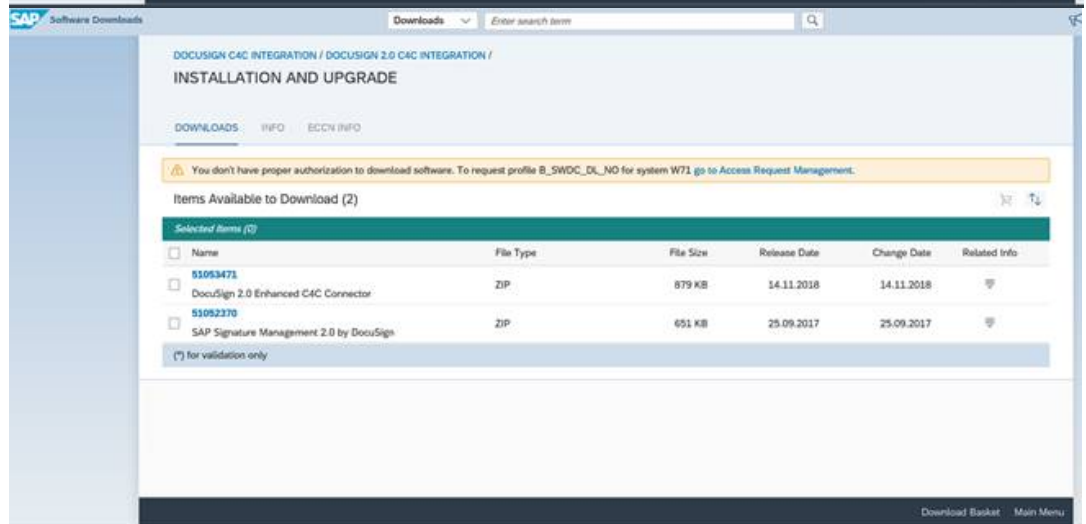 SAP Software Downloads
Downloads Enter search term
DOCUSIGN C4C INTEGRATION / DOCUSIGN 2.0 C4C INTEGRATION /
INSTALLATION AND UPGRADE
DOWNLOADS INFO ECCN INFO
You don't have proper authorization to download software. To request profile B_SWDC_DL_NO for system W71 go to Access Request Management.
Items Available to Download (2)
Selected Items (0)
Name File Type File Size Release Date Change Date Related Info
51053471
DocuSign 2.0 Enhanced C4C Connector ZIP 879 KB 14.11.2018 14.11.2018
51052370
SAP Signature Management 2.0 by DocuSign ZIP 651 KB 25.09.2017 25.09.2017
(*) for validation only
Download Basket Main Menu